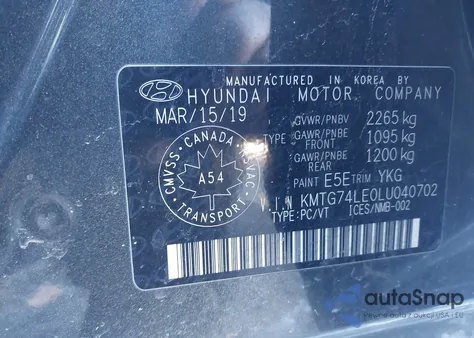 MANUFACTURED IN KOREA BY
HYUNDAI MOTOR COMPANY
MAR/15/19
GVWR/PNBV 2265 kg
TYPE GAWR/PNBE FRONT 1095 kg
GAWR/PNBE REAR 1200 kg
CANADA
CMVSS
NSVAC
A54
TRANSPORT
PAINT E5E TRIM YKG
V.I.N KMTG74LE0LU040702
TYPE:PC/VT ICES/NMB-002
autoSnap